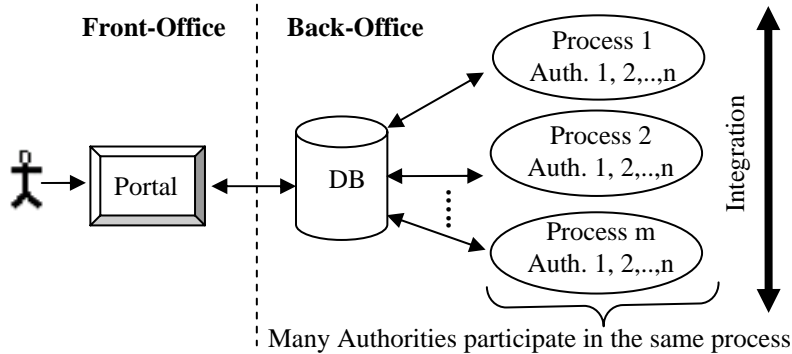 Front-Office
Back-Office
Process 1
Auth. 1, 2,..,n
Process 2
Auth. 1, 2,..,n
Process m
Auth. 1, 2,..,n
Portal
DB
Integration
Many Authorities participate in the same process